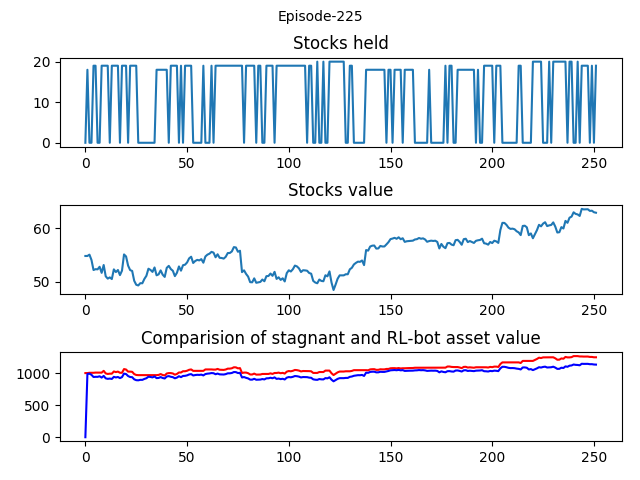 Episode-225
Stocks held
20
10
0
0 50 100 150 200 250
Stocks value
60
50
0 50 100 150 200 250
Comparision of stagnant and RL-bot asset value
1000
500
0
0 50 100 150 200 250